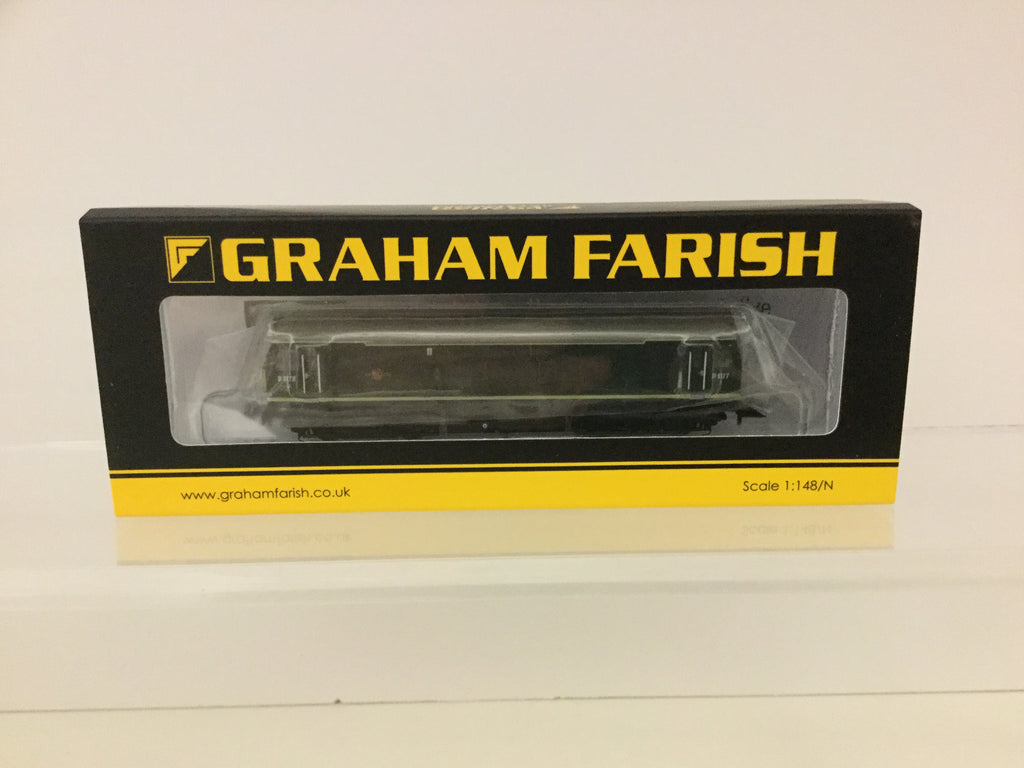 GRAHAM FARISH
www.grahamfarish.co.uk
Scale 1:148/N